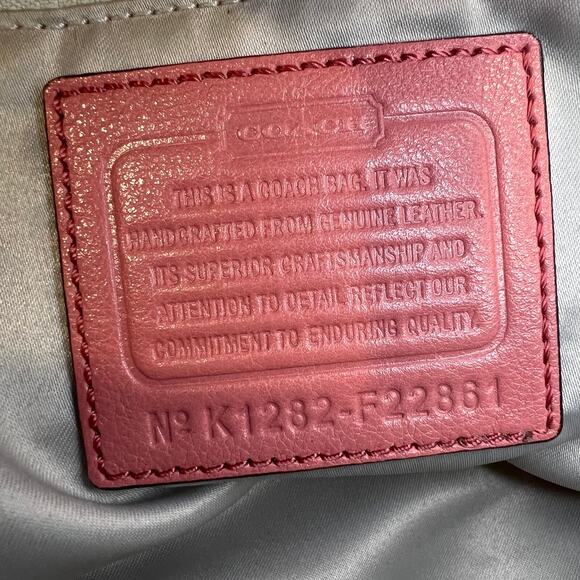 COACH
THIS IS A COACH BAG. IT WAS
HANDCRAFTED FROM GENUINE LEATHER.
ITS SUPERIOR CRAFTSMANSHIP AND
ATTENTION TO DETAIL REFLECT OUR
COMMITMENT TO ENDURING QUALITY.
Nº K1282-F22861